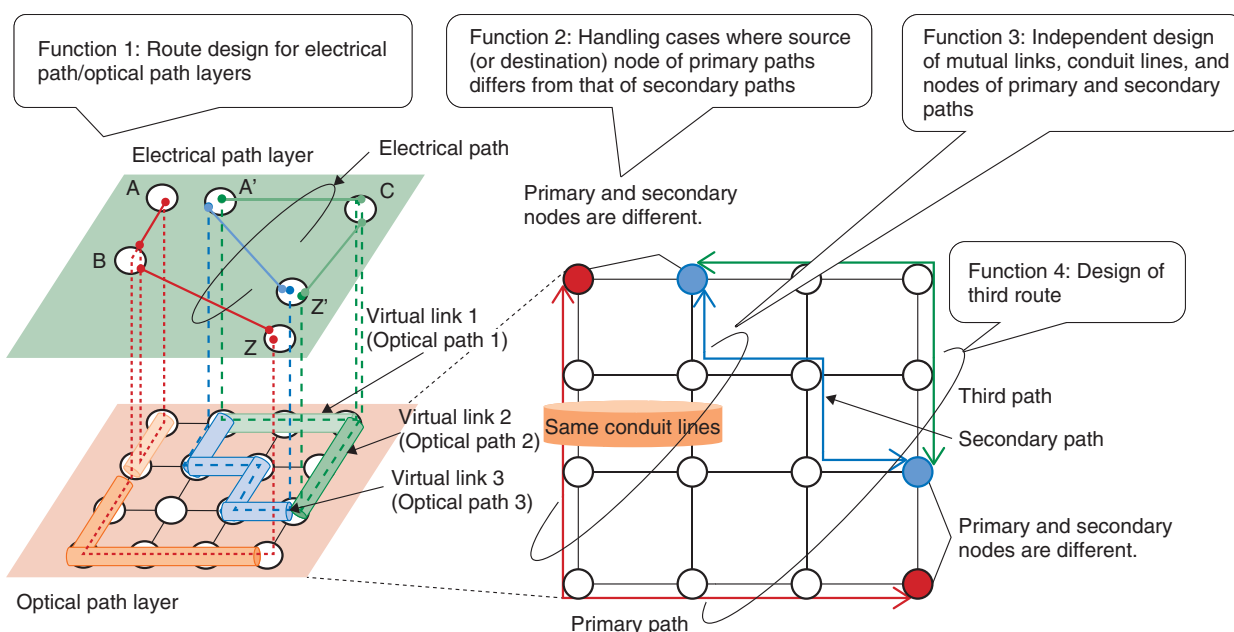 Function 1: Route design for electrical
path/optical path layers
Function 2: Handling cases where source
(or destination) node of primary paths
differs from that of secondary paths
Function 3: Independent design
of mutual links, conduit lines, and
nodes of primary and secondary
paths
Electrical path layer
Electrical path
A
A’
C
B
Z’
Z
Primary and secondary
nodes are different.
Function 4: Design of
third route
Virtual link 1
(Optical path 1)
Virtual link 2
(Optical path 2)
Virtual link 3
(Optical path 3)
Same conduit lines
Third path
Secondary path
Primary and secondary
nodes are different.
Optical path layer
Primary path